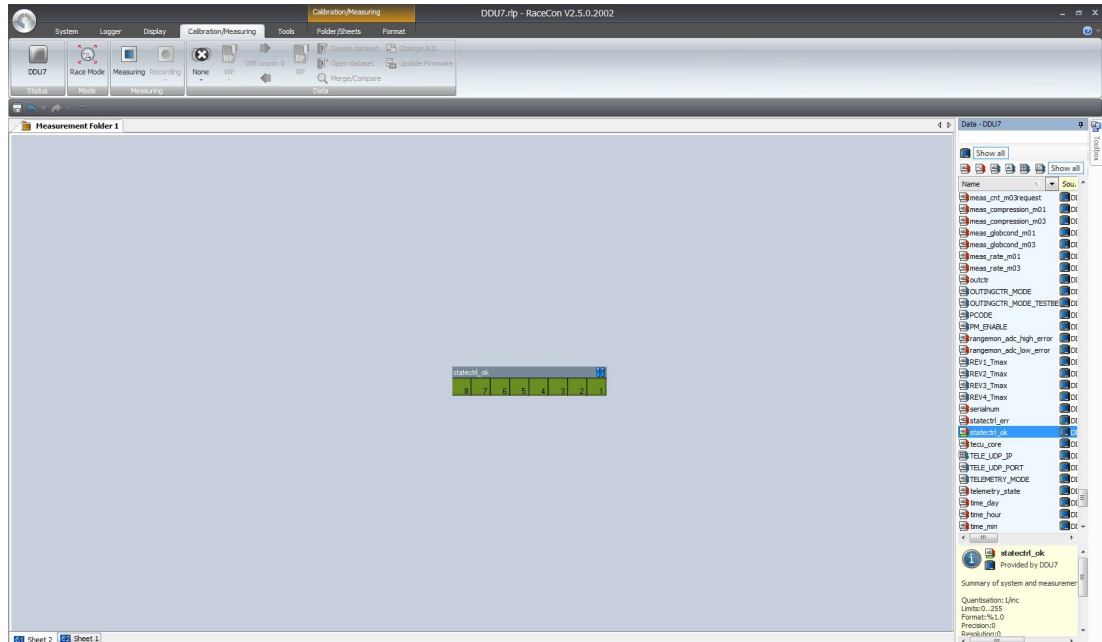 Calibration/Measuring
DDU7.rlp - RaceCon V2.5.0.2002
System Logger Display Calibration/Measuring Tools Folder/Sheets Format
DDU7 Race Mode Measuring Recording None WP Diff count: 0 RP
Create dataset Change A2L
Open dataset Update Firmware
Merge/Compare
Status Mode Measuring Data
Measurement Folder 1
Data - DDU7
Toolbox
Show all
Show all
Name Sou.
meas_cnt_m03request
meas_compression_m01
meas_compression_m03
meas_globcond_m01
meas_globcond_m03
meas_rate_m01
meas_rate_m03
outctr
OUTINGCTR_MODE
OUTINGCTR_MODE_TESTBE
PCODE
PM_ENABLE
rangemon_adc_high_error
rangemon_adc_low_error
REV1_Tmax
REV2_Tmax
REV3_Tmax
REV4_Tmax
serialnum
statectrl_err
statectrl_ok
tecu_core
TELE_UDP_IP
TELE_UDP_PORT
TELEMETRY_MODE
telemetry_state
time_day
time_hour
time_min
statectrl_ok
8 7 6 5 4 3 2 1
statectrl_ok
Provided by DDU7
Summary of system and measuremen
Quantisation:1/inc
Limits:0..255
Format:%1.0
Precision:0
Resolution:0
Sheet 2 Sheet 1